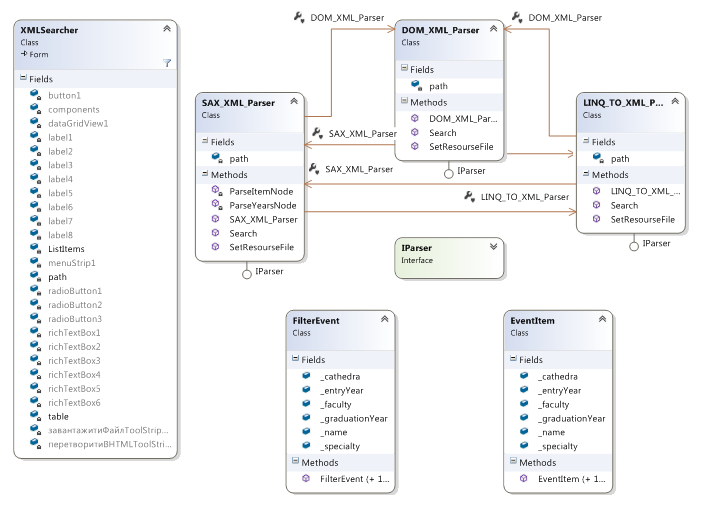 XMLSearcher
Class
Form
Fields
button1
components
dataGridView1
label1
label2
label3
label4
label5
label6
label7
label8
ListItems
menuStrip1
path
radioButton1
radioButton2
radioButton3
richTextBox1
richTextBox2
richTextBox3
richTextBox4
richTextBox5
richTextBox6
table
завантажитиФайлToolStrip...
перетворитиВHTMLToolStri...
SAX_XML_Parser
Class
Fields
path
Methods
ParseItemNode
ParseYearsNode
SAX_XML_Parser
Search
SetResourseFile
IParser
DOM_XML_Parser
DOM_XML_Parser
Class
Fields
path
Methods
DOM_XML_Par...
Search
SetResourseFile
IParser
DOM_XML_Parser
SAX_XML_Parser
SAX_XML_Parser
LINQ_TO_XML_Parser
LINQ_TO_XML_P...
Class
Fields
path
Methods
LINQ_TO_XML_...
Search
SetResourseFile
IParser
IParser
Interface
FilterEvent
Class
Fields
_cathedra
_entryYear
_faculty
_graduationYear
_name
_specialty
Methods
FilterEvent (+ 1...
EventItem
Class
Fields
_cathedra
_entryYear
_faculty
_graduationYear
_name
_specialty
Methods
EventItem (+ 1...